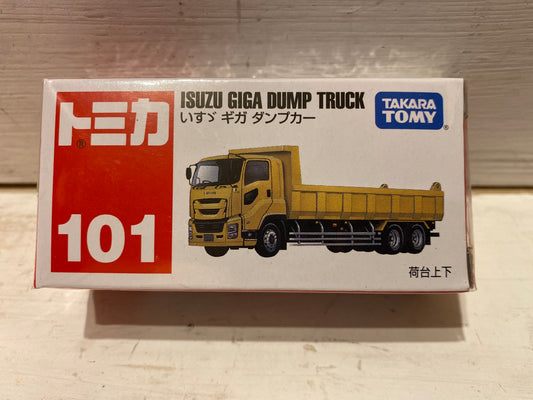 トミカ
®
101
ISUZU GIGA DUMP TRUCK
いすゞ ギガ ダンプカー
TAKARA
TOMY
®
荷台上下